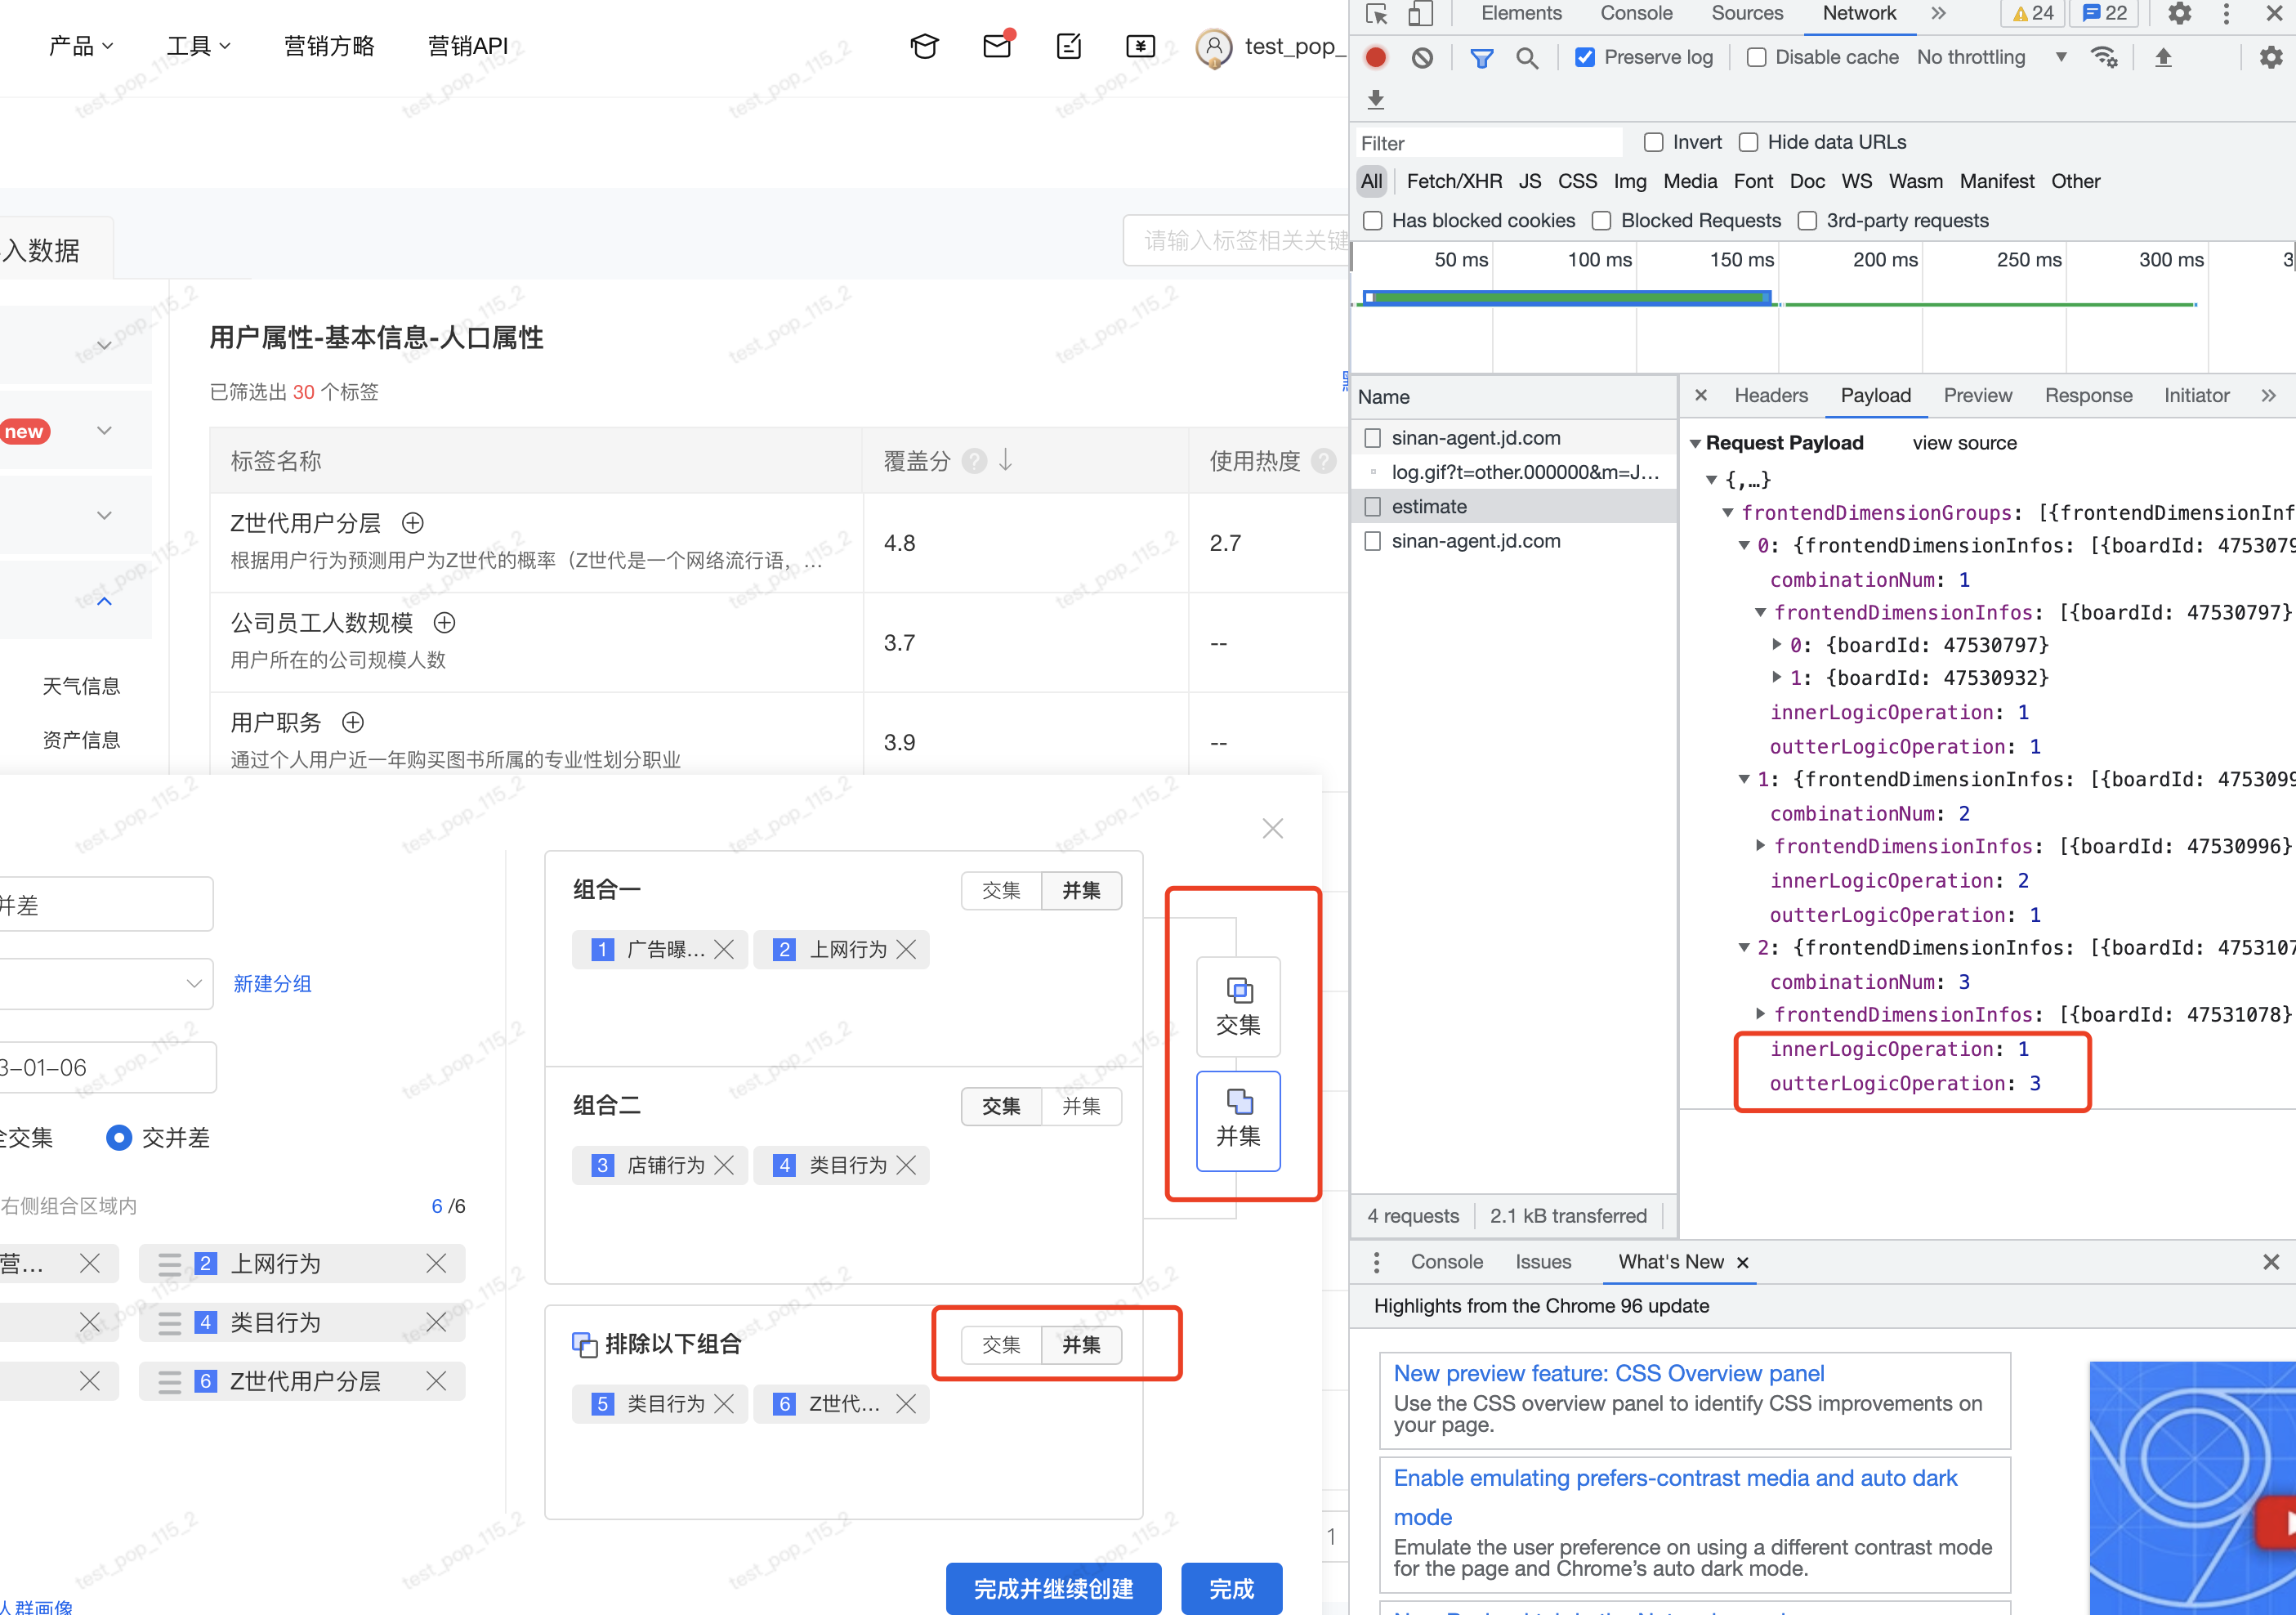 产品
工具
营销方略
营销API
test_pop_
入数据
请输入标签相关关键
new
天气信息
资产信息
用户属性-基本信息-人口属性
已筛选出 30 个标签
标签名称
覆盖分 ?
使用热度 ?
Z世代用户分层
根据用户行为预测用户为Z世代的概率（Z世代是一个网络流行语，...
4.8
2.7
公司员工人数规模
用户所在的公司规模人数
3.7
--
用户职务
通过个人用户近一年购买图书所属的专业性划分职业
3.9
--
并差
新建分组
3-01-06
全交集
交并差
右侧组合区域内
6 /6
营...
2 上网行为
4 类目行为
6 Z世代用户分层
人群画像
组合一
交集 并集
1 广告曝...
2 上网行为
组合二
交集 并集
3 店铺行为
4 类目行为
交集
并集
排除以下组合
交集 并集
5 类目行为
6 Z世代...
1
完成并继续创建
完成
test_pop_115_2
Elements Console Sources Network
24
22
Preserve log
Disable cache
No throttling
Filter
Invert
Hide data URLs
All Fetch/XHR JS CSS Img Media Font Doc WS Wasm Manifest Other
Has blocked cookies
Blocked Requests
3rd-party requests
50 ms 100 ms 150 ms 200 ms 250 ms 300 ms 3
Name
sinan-agent.jd.com
log.gif?t=other.000000&m=J...
estimate
sinan-agent.jd.com
4 requests
2.1 kB transferred
Headers Payload Preview Response Initiator
Request Payload
view source
{,…}
frontendDimensionGroups: [{frontendDimensionInf
0: {frontendDimensionInfos: [{boardId: 4753079
combinationNum: 1
frontendDimensionInfos: [{boardId: 47530797}
0: {boardId: 47530797}
1: {boardId: 47530932}
innerLogicOperation: 1
outterLogicOperation: 1
1: {frontendDimensionInfos: [{boardId: 4753099
combinationNum: 2
frontendDimensionInfos: [{boardId: 47530996}
innerLogicOperation: 2
outterLogicOperation: 1
2: {frontendDimensionInfos: [{boardId: 4753107
combinationNum: 3
frontendDimensionInfos: [{boardId: 47531078}
innerLogicOperation: 1
outterLogicOperation: 3
Console Issues What's New
Highlights from the Chrome 96 update
New preview feature: CSS Overview panel
Use the CSS overview panel to identify CSS improvements on
your page.
Enable emulating prefers-contrast media and auto dark
mode
Emulate the user preference on using a different contrast mode
for the page and Chrome's auto dark mode.